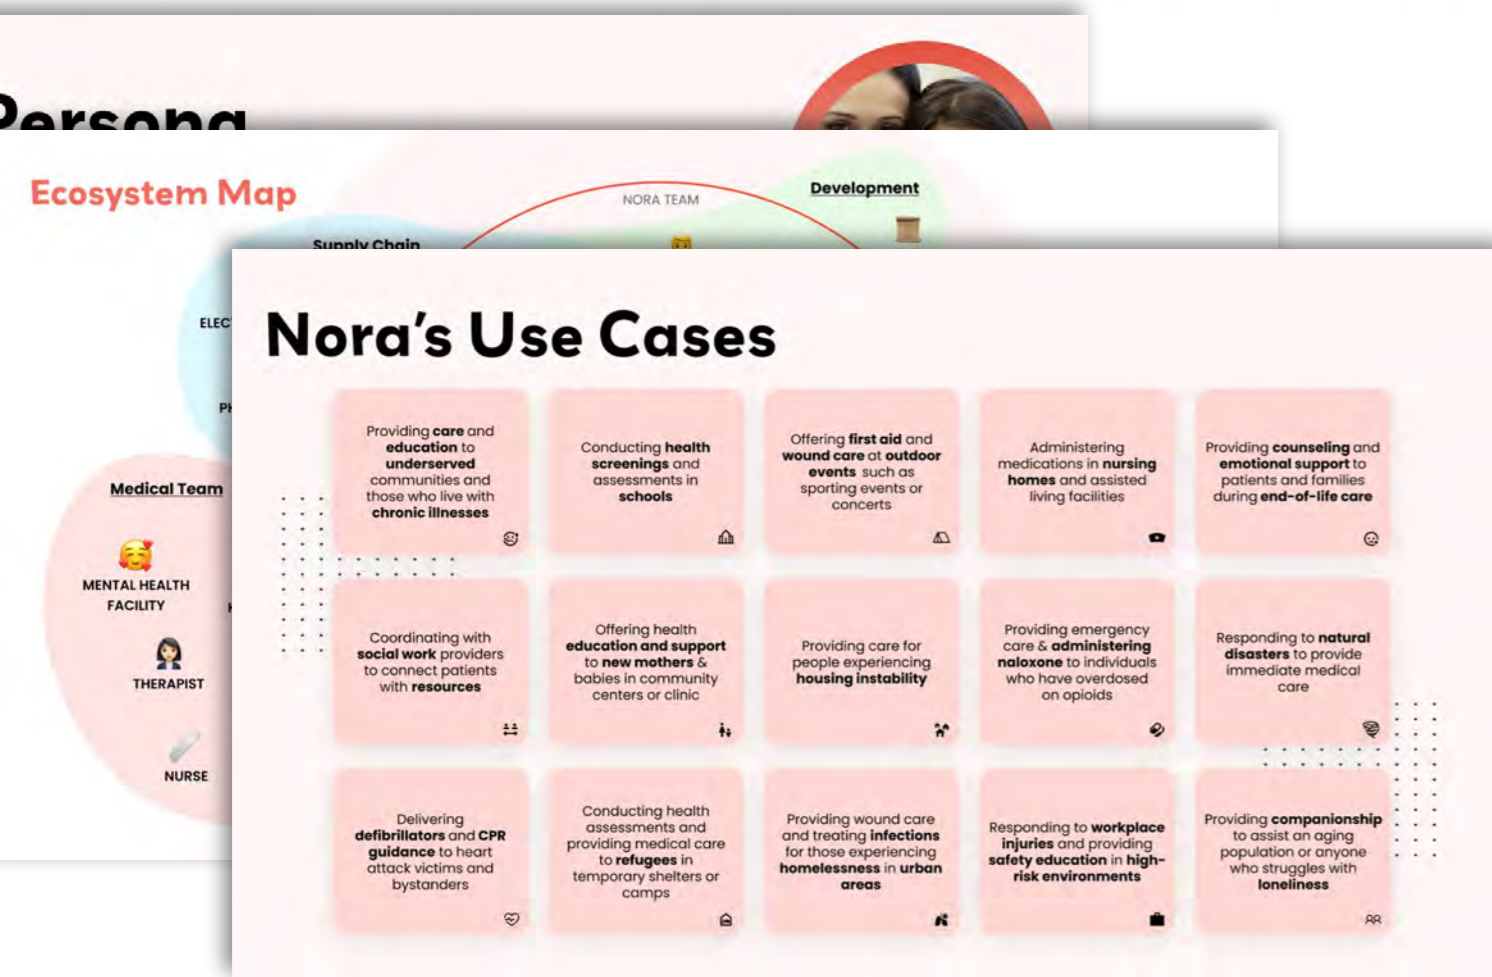 Persona
Ecosystem Map
NORA TEAM
Development
Supply Chain
Medical Team
MENTAL HEALTH
FACILITY
THERAPIST
NURSE
Nora's Use Cases
Providing care and
education to
underserved
communities and
those who live with
chronic illnesses
Conducting health
screenings and
assessments in
schools
Offering first aid and
wound care at outdoor
events such as
sporting events or
concerts
Administering
medications in nursing
homes and assisted
living facilities
Providing counseling and
emotional support to
patients and families
during end-of-life care
Coordinating with
social work providers
to connect patients
with resources
Offering health
education and support
to new mothers &
babies in community
centers or clinic
Providing care for
people experiencing
housing instability
Providing emergency
care & administering
naloxone to individuals
who have overdosed
on opioids
Responding to natural
disasters to provide
immediate medical
care
Delivering
defibrillators and CPR
guidance to heart
attack victims and
bystanders
Conducting health
assessments and
providing medical care
to refugees in
temporary shelters or
camps
Providing wound care
and treating infections
for those experiencing
homelessness in urban
areas
Responding to workplace
injuries and providing
safety education in high-
risk environments
Providing companionship
to assist an aging
population or anyone
who struggles with
loneliness